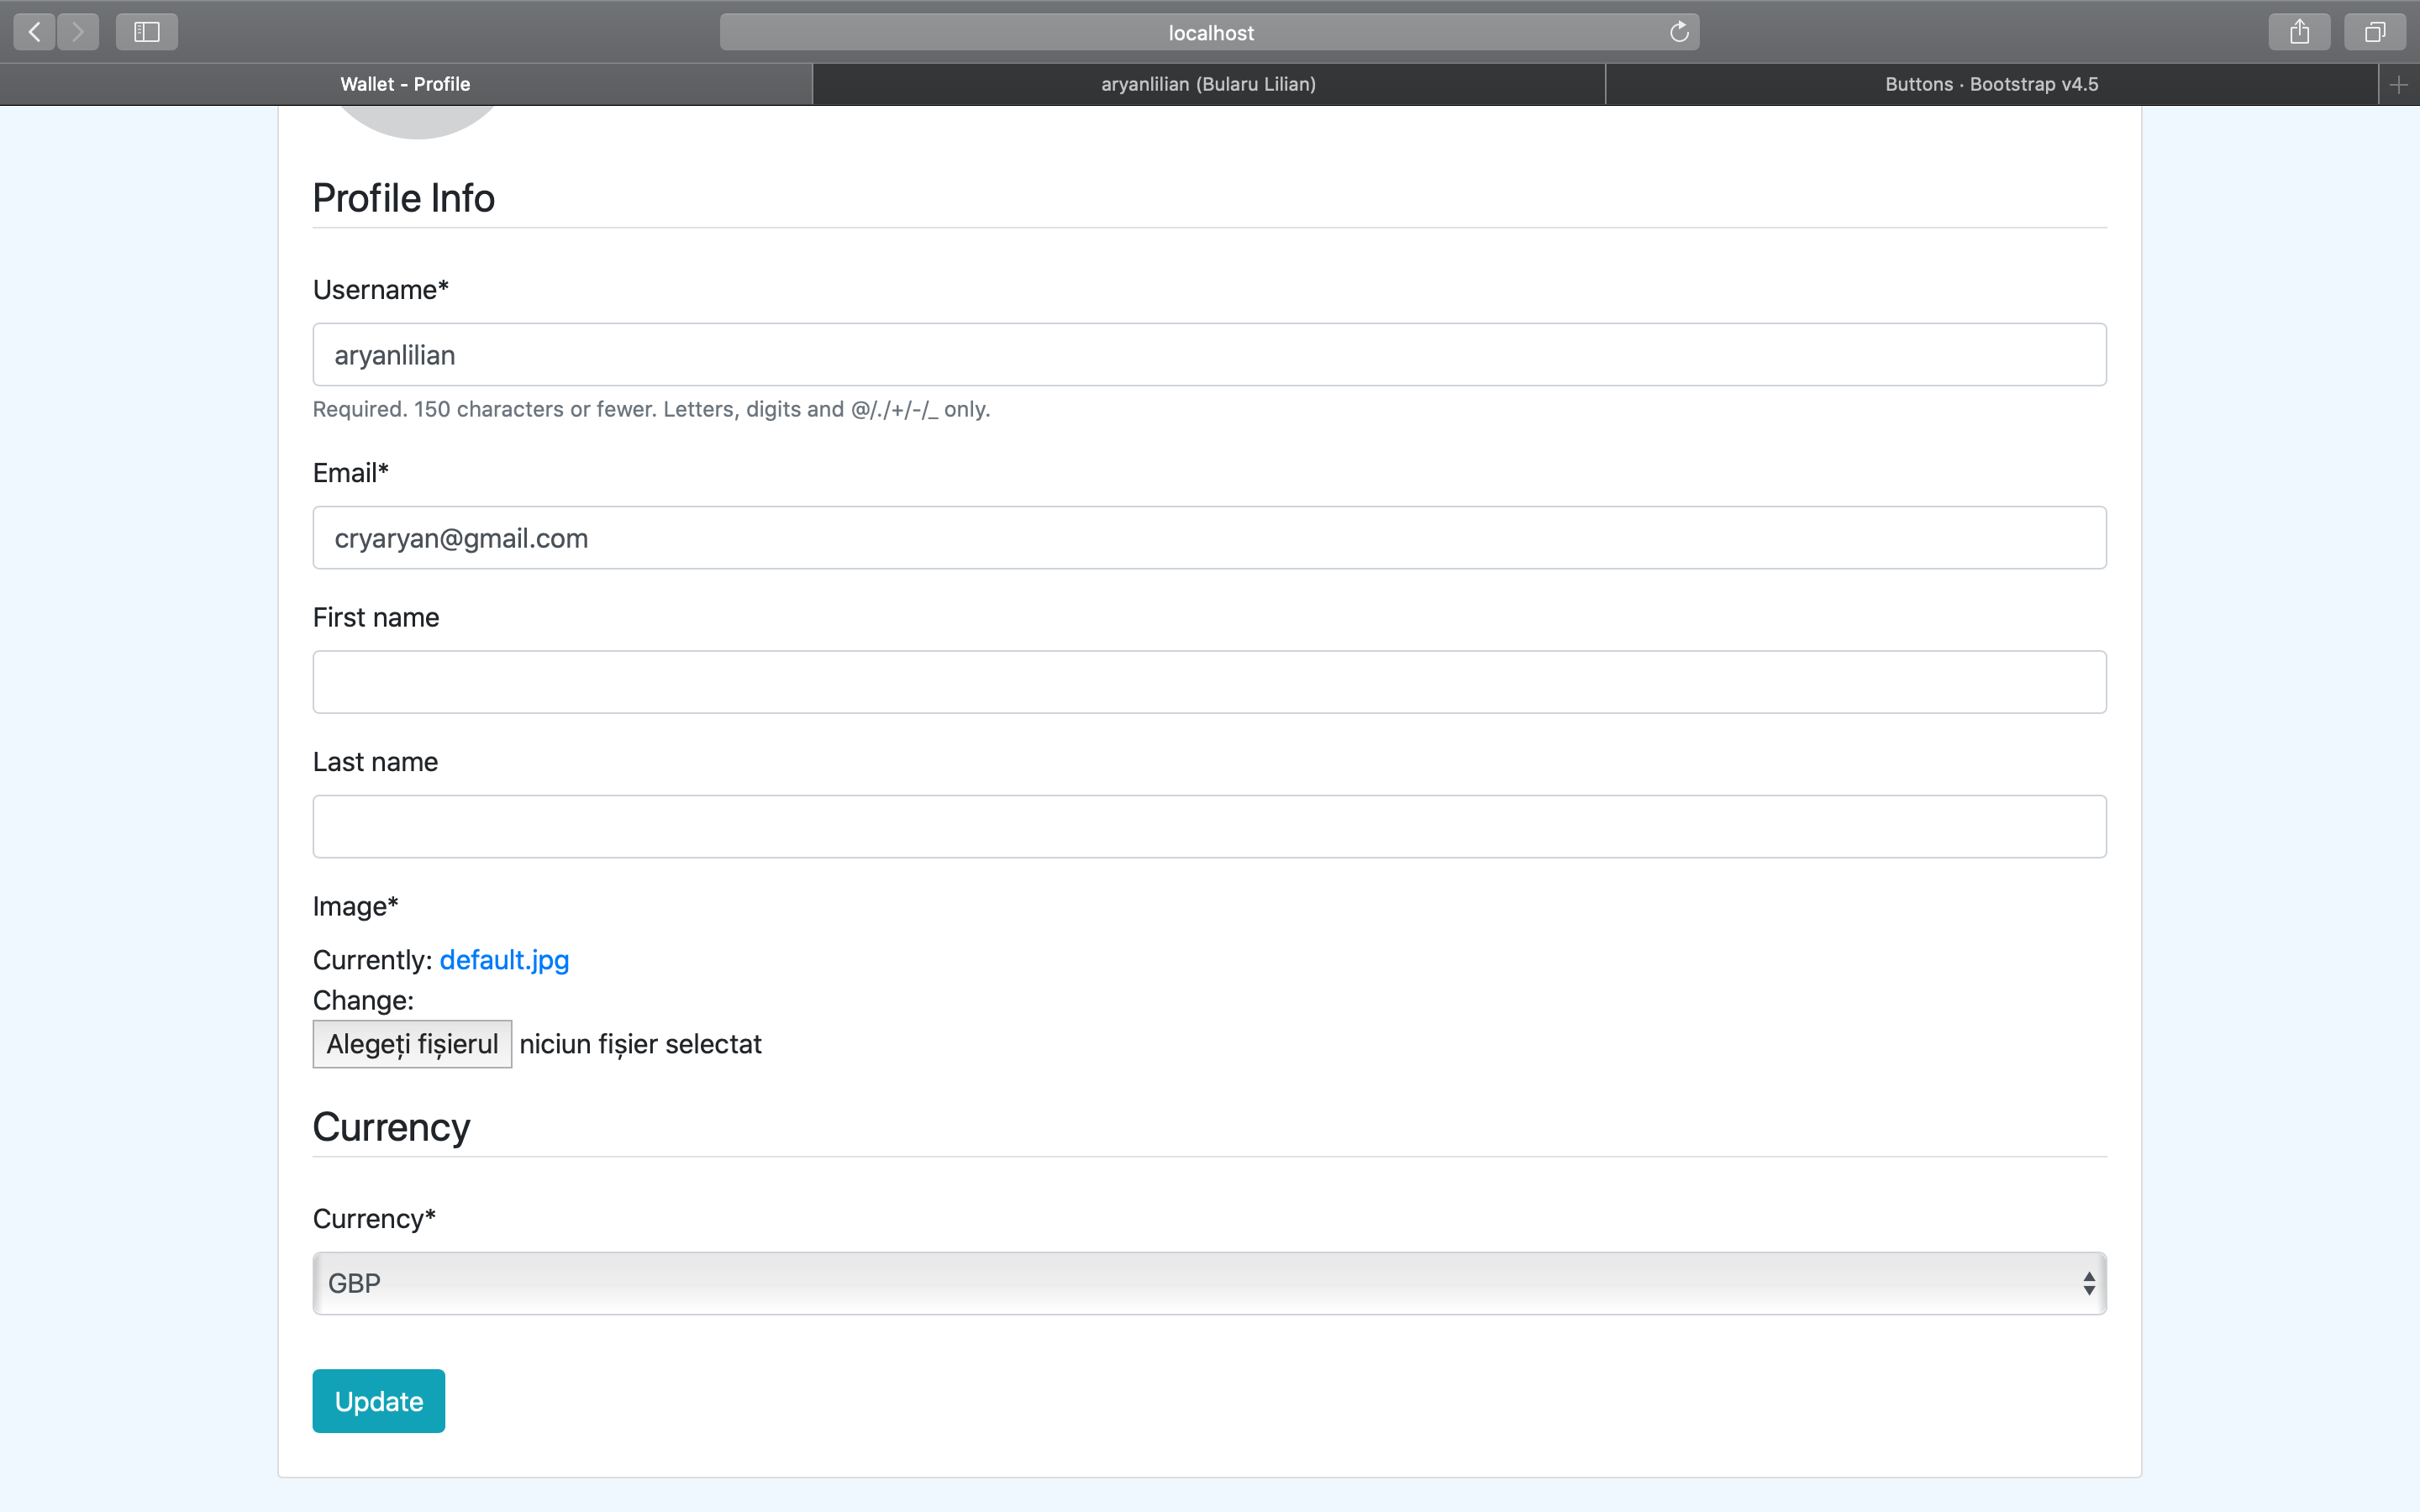 localhost
Wallet - Profile
aryanlilian (Bularu Lilian)
Buttons · Bootstrap v4.5
Profile Info
Username*
aryanlilian
Required. 150 characters or fewer. Letters, digits and @/./+/-/_ only.
Email*
cryaryan@gmail.com
First name
Last name
Image*
Currently: default.jpg
Change:
Alegeți fișierul niciun fișier selectat
Currency
Currency*
GBP
Update